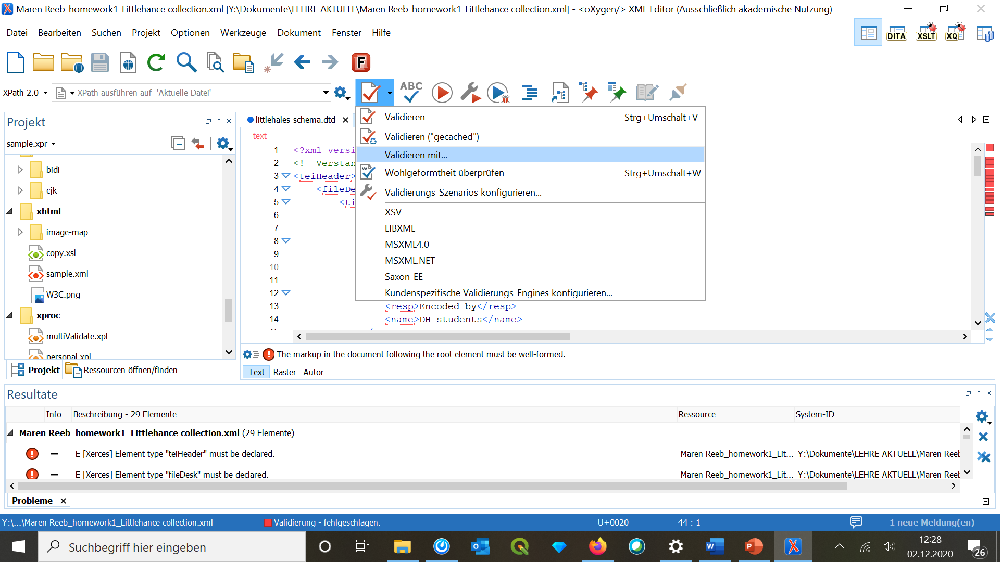 Maren Reeb_homework1_Littlehance collection.xml [Y:\Dokumente\LEHRE AKTUELL\Maren Reeb_homework1_Littlehance collection.xml] - <oXygen/> XML Editor (Ausschließlich akademische Nutzung)
Datei Bearbeiten Suchen Projekt Optionen Werkzeuge Dokument Fenster Hilfe
DITA XSLT XQ
F
XPath 2.0 XPath ausführen auf 'Aktuelle Datei' ABC
Projekt
sample.xpr
bidi
cjk
xhtml
image-map
copy.xsl
sample.xml
W3C.png
xproc
multiValidate.xpl
personal.xpl
Projekt Ressourcen öffnen/finden
littlehales-schema.dtd
text
1 <?xml versi
2 <!--Verstän
3 <teiHeader>
4 <fileDe
5 <ti
6
7
8
9
10
11
12
13 <resp>Encoded by</resp>
14 <name>DH students</name>
Validieren Strg+Umschalt+V
Validieren ("gecached")
Validieren mit...
Wohlgeformtheit überprüfen Strg+Umschalt+W
Validierungs-Szenarios konfigurieren...
XSV
LIBXML
MSXML4.0
MSXML.NET
Saxon-EE
Kundenspezifische Validierungs-Engines konfigurieren...
The markup in the document following the root element must be well-formed.
Text Raster Autor
Resultate
Info Beschreibung - 29 Elemente Ressource System-ID
Maren Reeb_homework1_Littlehance collection.xml (29 Elemente)
E [Xerces] Element type "teiHeader" must be declared. Maren Reeb_homework1_Lit... Y:\Dokumente\LEHRE AKTUELL\Maren Reeb
E [Xerces] Element type "fileDesk" must be declared. Maren Reeb_homework1_Lit... Y:\Dokumente\LEHRE AKTUELL\Maren Reeb
Probleme
Y:\...\Maren Reeb_homework1_Littlehance collection.xml Validierung - fehlgeschlagen. U+0020 44 : 1 1 neue Meldung(en)
Suchbegriff hier eingeben
12:28
02.12.2020
26